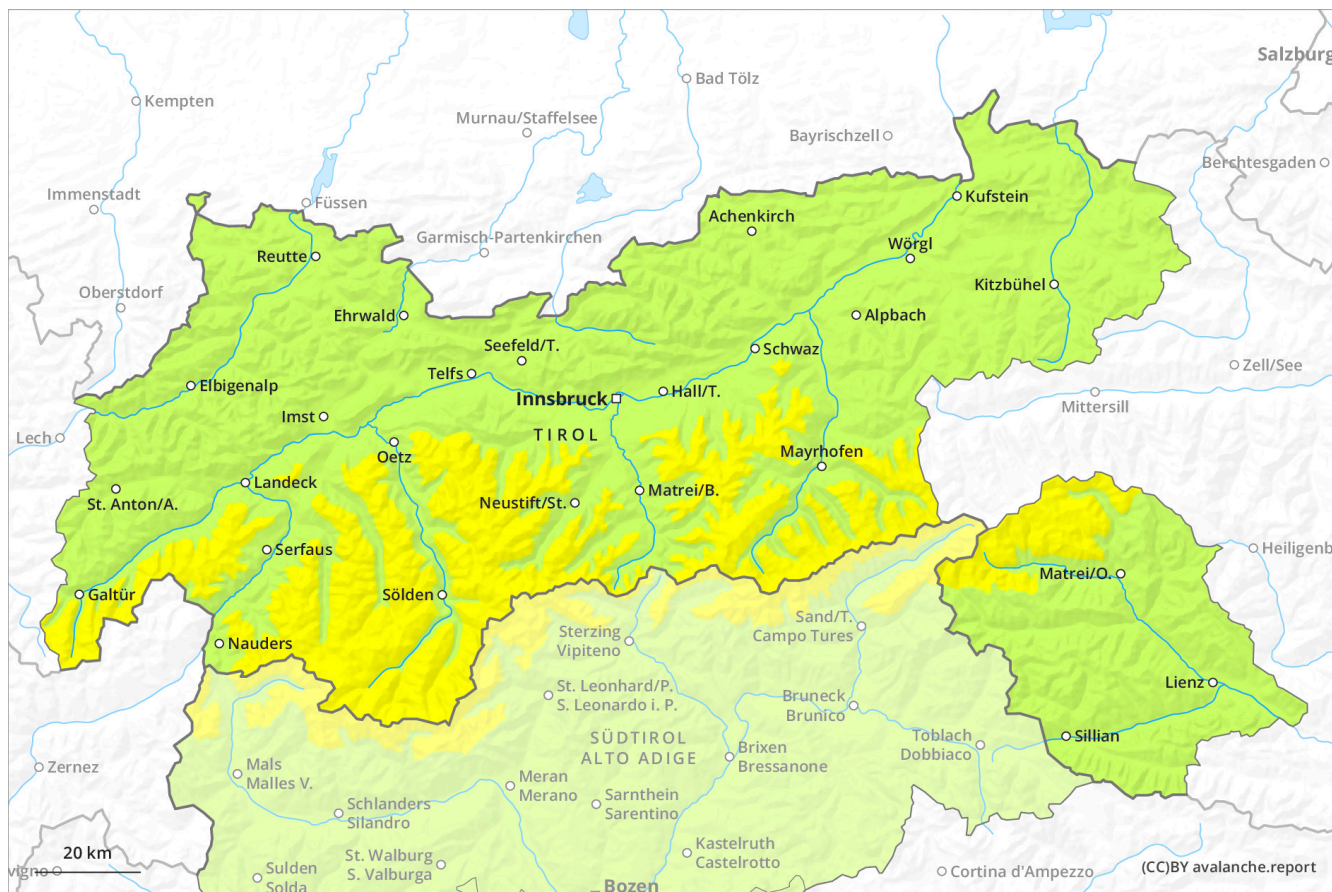 Salzburg
Kempten
Bad Tölz
Murnau/Staffelsee
Bayrischzell
Berchtesgaden
Immenstadt
Füssen
Kufstein
Achenkirch
Garmisch-Partenkirchen
Wörgl
Reutte
Oberstdorf
Kitzbühel
Ehrwald
Alpbach
Seefeld/T.
Schwaz
Zell/See
Telfs
Elbigenalp
Hall/T.
Innsbruck
Mittersill
Imst
Lech
TIROL
Oetz
Mayrhofen
Landeck
St. Anton/A.
Neustift/St.
Matrei/B.
Serfaus
Heiligenb
Matrei/O.
Galtür
Sölden
Sand/T.
Campo Tures
Sterzing
Vipiteno
Nauders
Lienz
St. Leonhard/P.
S. Leonardo i. P.
Bruneck
Brunico
SÜDTIROL
ALTO ADIGE
Toblach
Dobbiaco
Sillian
Brixen
Bressanone
Zernez
Mals
Malles V.
Meran
Merano
Sarnthein
Sarentino
Schlanders
Silandro
Kastelruth
Castelrotto
20 km
St. Walburg
S. Valburga
vigno
Sulden
Solda
Cortina d'Ampezzo
(CC)BY avalanche.report
Bozen